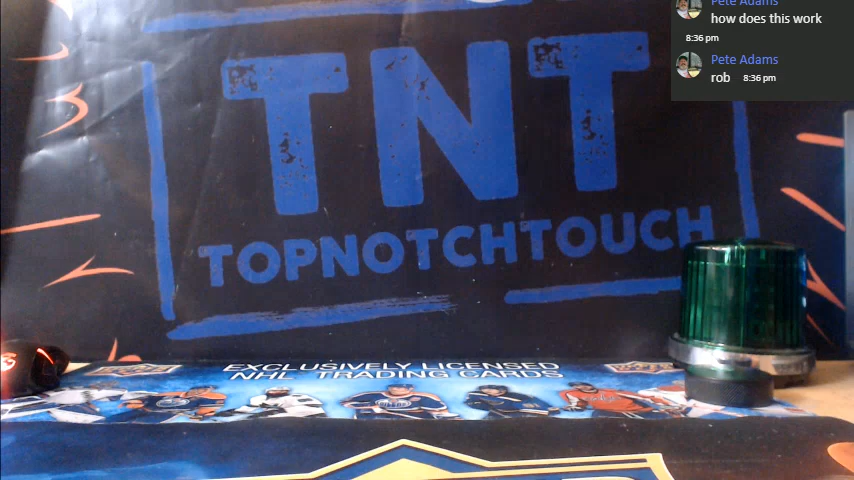 Pete Adams
how does this work
8:36 pm
Pete Adams
rob 8:36 pm
TNT
TOPNOTCHTOUCH
EXCLUSIVELY LICENSED
NHL TRADING CARDS